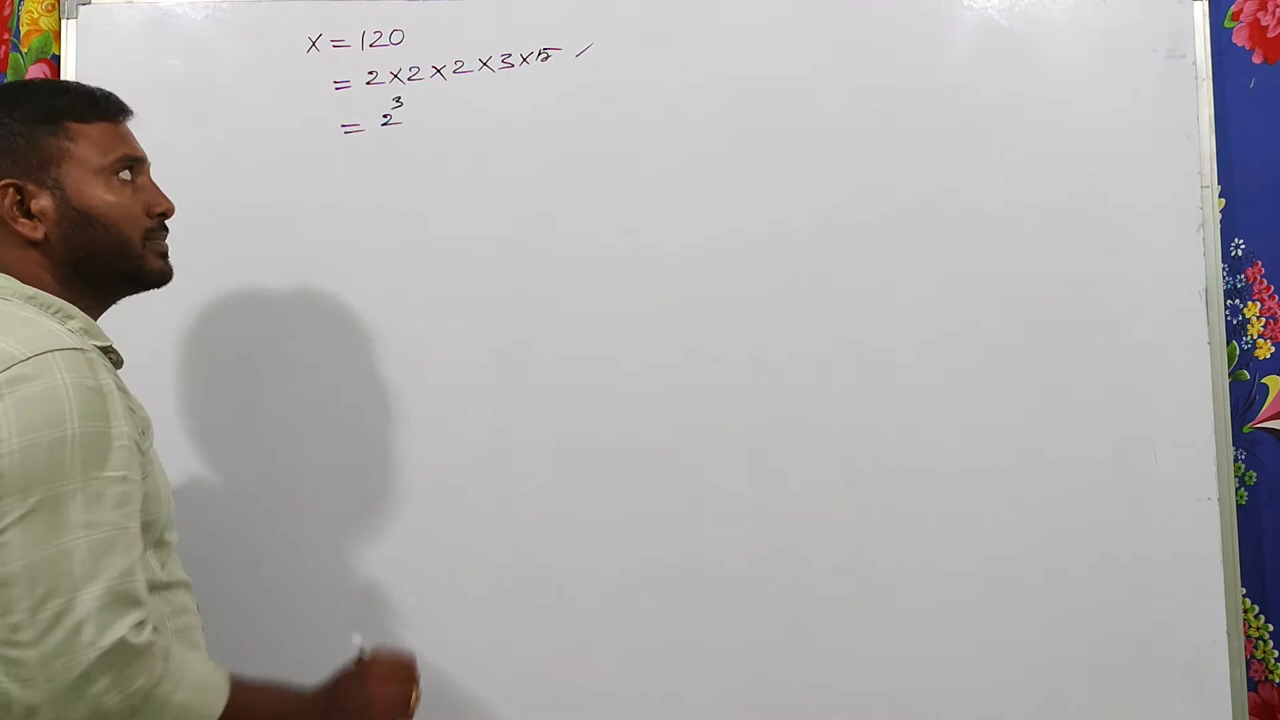 x = 120
= 2 × 2 × 2 × 3 × 5
= 2³